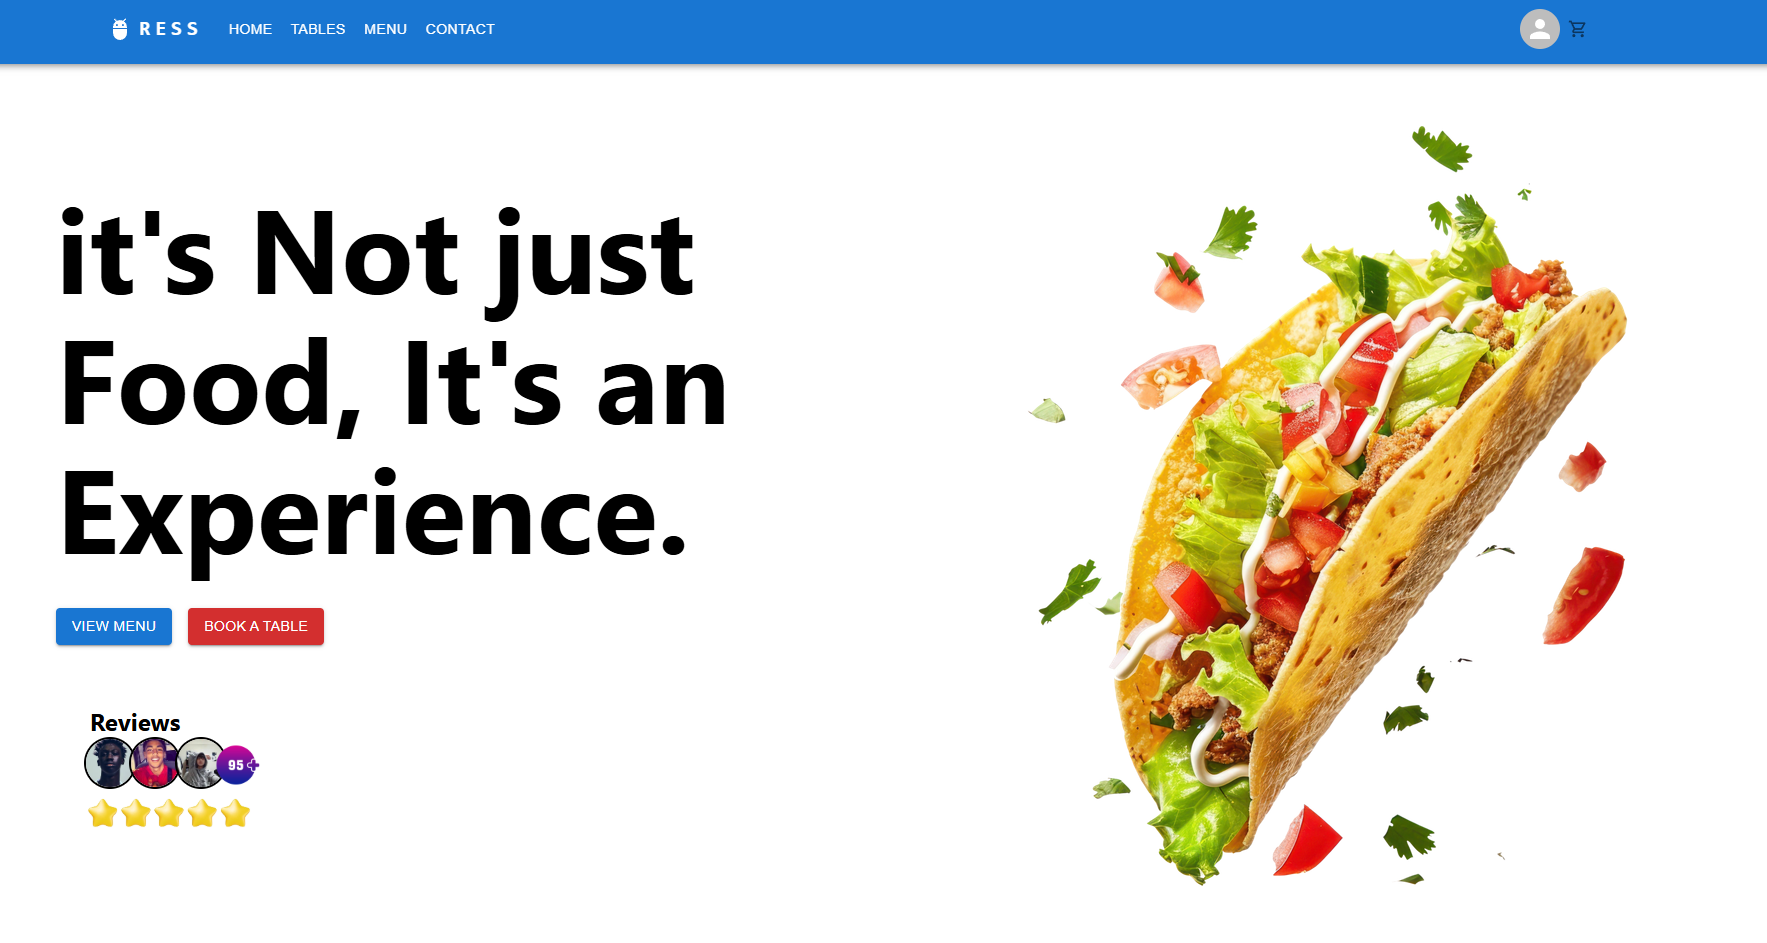 RESS HOME TABLES MENU CONTACT
it's Not just
Food, It's an
Experience.
VIEW MENU BOOK A TABLE
Reviews
95+